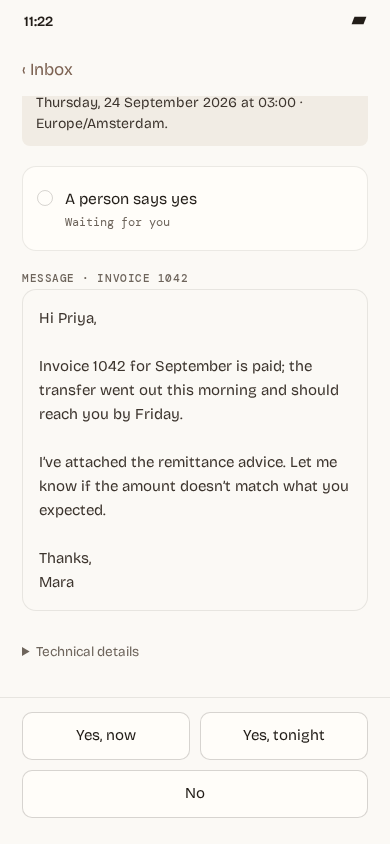 11:22
‹ Inbox
Thursday, 24 September 2026 at 03:00 ·
Europe/Amsterdam.
A person says yes
Waiting for you
MESSAGE · INVOICE 1042
Hi Priya,
Invoice 1042 for September is paid; the
transfer went out this morning and should
reach you by Friday.
I’ve attached the remittance advice. Let me
know if the amount doesn’t match what you
expected.
Thanks,
Mara
Technical details
Yes, now
Yes, tonight
No